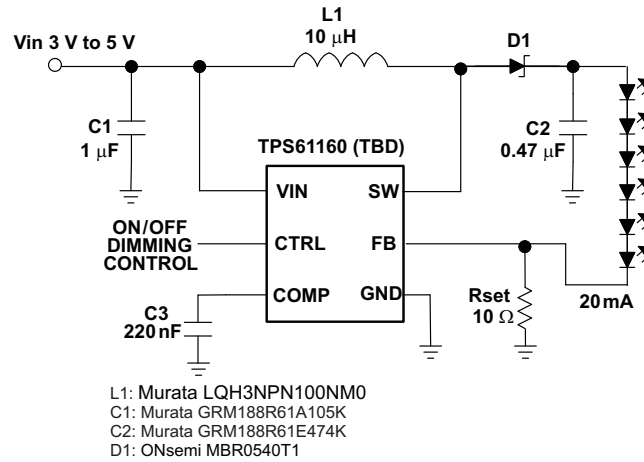 L1
10 μH
Vin 3 V to 5 V
D1
C1
1 μF
C2
0.47 μF
TPS61160 (TBD)
VIN
SW
ON/OFF
DIMMING
CONTROL
CTRL
FB
COMP
GND
C3
220 nF
Rset
10 Ω
20 mA
L1: Murata LQH3NPN100NM0
C1: Murata GRM188R61A105K
C2: Murata GRM188R61E474K
D1: ONsemi MBR0540T1